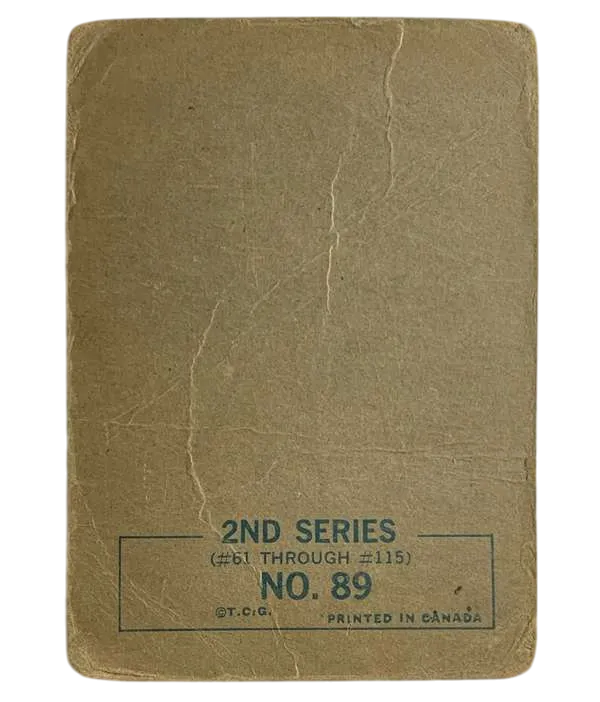 2ND SERIES
(#61 THROUGH #115)
NO. 89
©T.C.G.
PRINTED IN CANADA